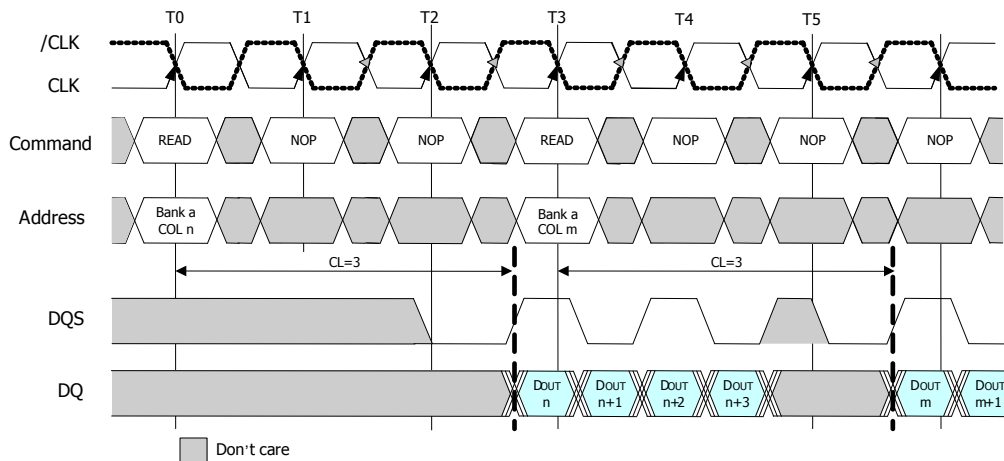 T0 T1 T2 T3 T4 T5
/CLK
CLK
Command READ NOP NOP READ NOP NOP NOP
Address Bank a COL n Bank a COL m
CL=3 CL=3
DQS
DQ DOUT n DOUT n+1 DOUT n+2 DOUT n+3 DOUT m DOUT m+1
Don't care